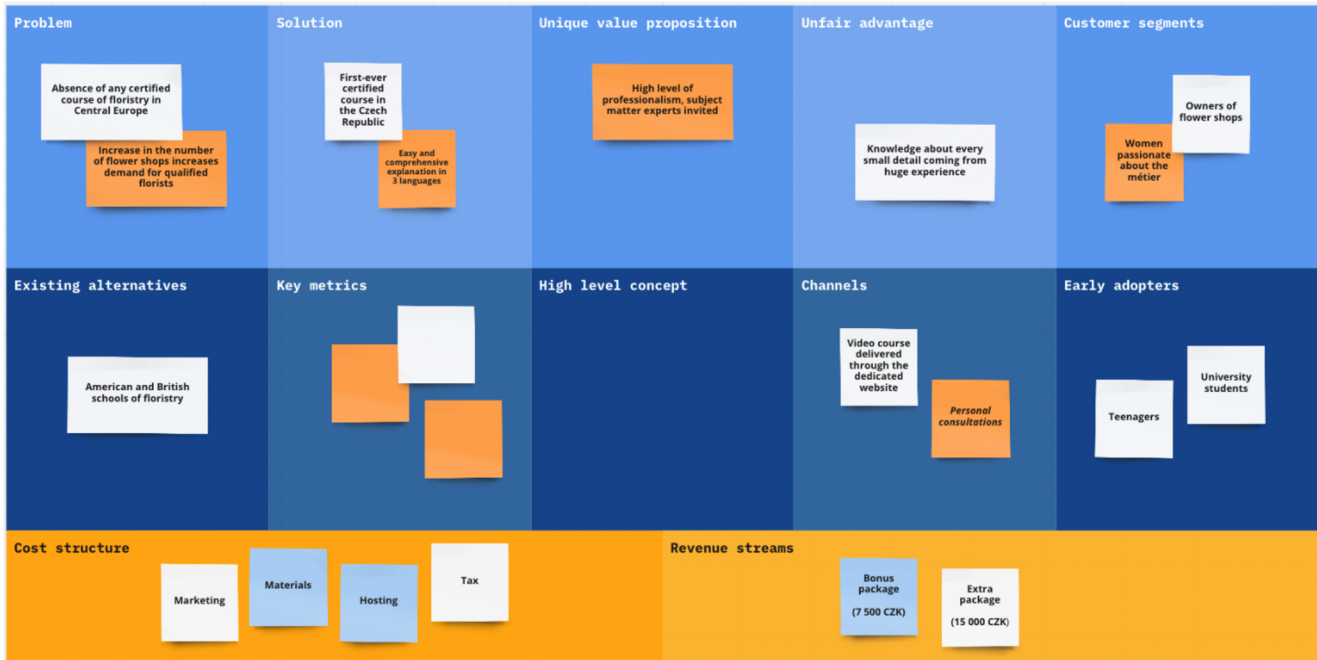 Problem
Absence of any certified
course of floristry in
Central Europe
Increase in the number
of flower shops increases
demand for qualified
florists
Solution
First-ever
certified
course in
the Czech
Republic
Easy and
comprehensive
explanation in
3 languages
Unique value proposition
High level of
professionalism, subject
matter experts invited
Unfair advantage
Knowledge about every
small detail coming from
huge experience
Customer segments
Owners of
flower shops
Women
passionate
about the
métier
Existing alternatives
American and British
schools of floristry
Key metrics
High level concept
Channels
Video course
delivered
through the
dedicated
website
Personal
consultations
Early adopters
University
students
Teenagers
Cost structure
Marketing
Materials
Hosting
Tax
Revenue streams
Bonus
package
(7 500 CZK)
Extra
package
(15 000 CZK)